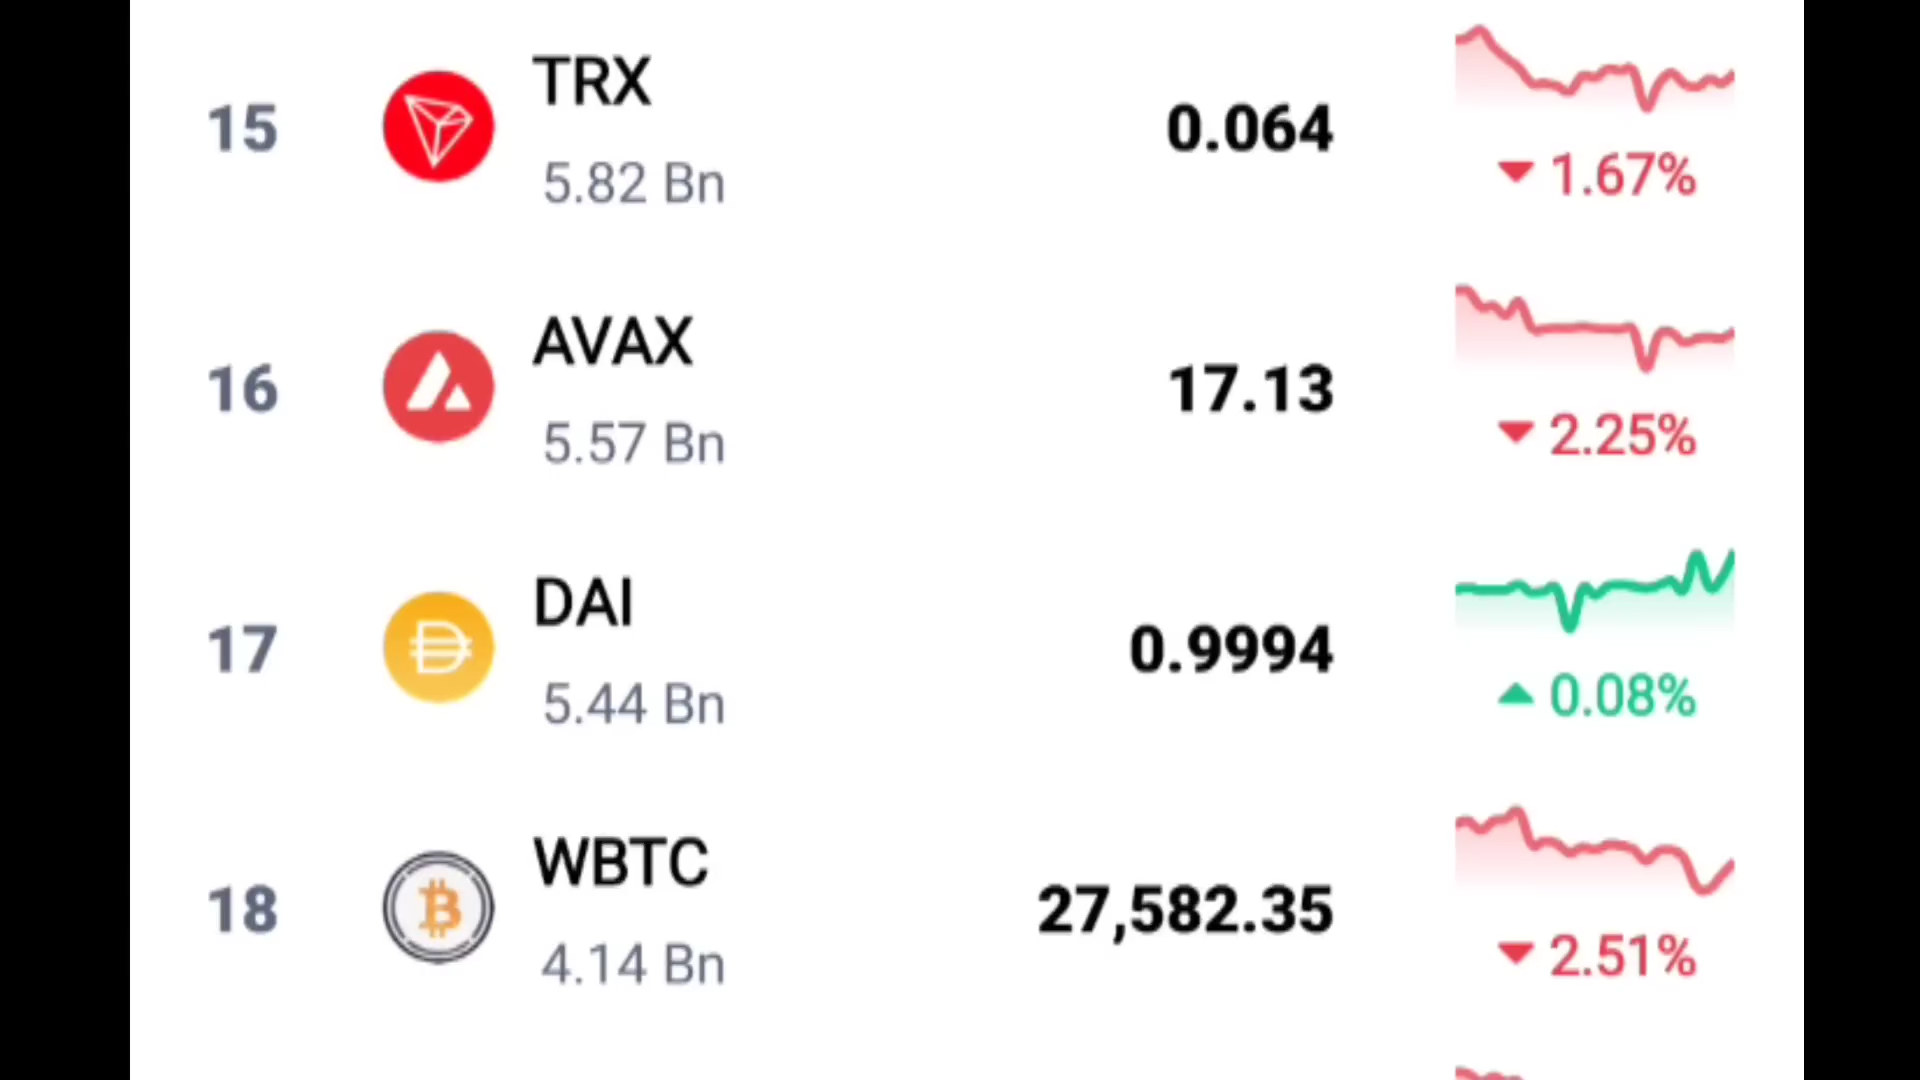 15
TRX
5.82 Bn
0.064
1.67%
16
AVAX
5.57 Bn
17.13
2.25%
17
DAI
5.44 Bn
0.9994
0.08%
18
WBTC
4.14 Bn
27,582.35
2.51%